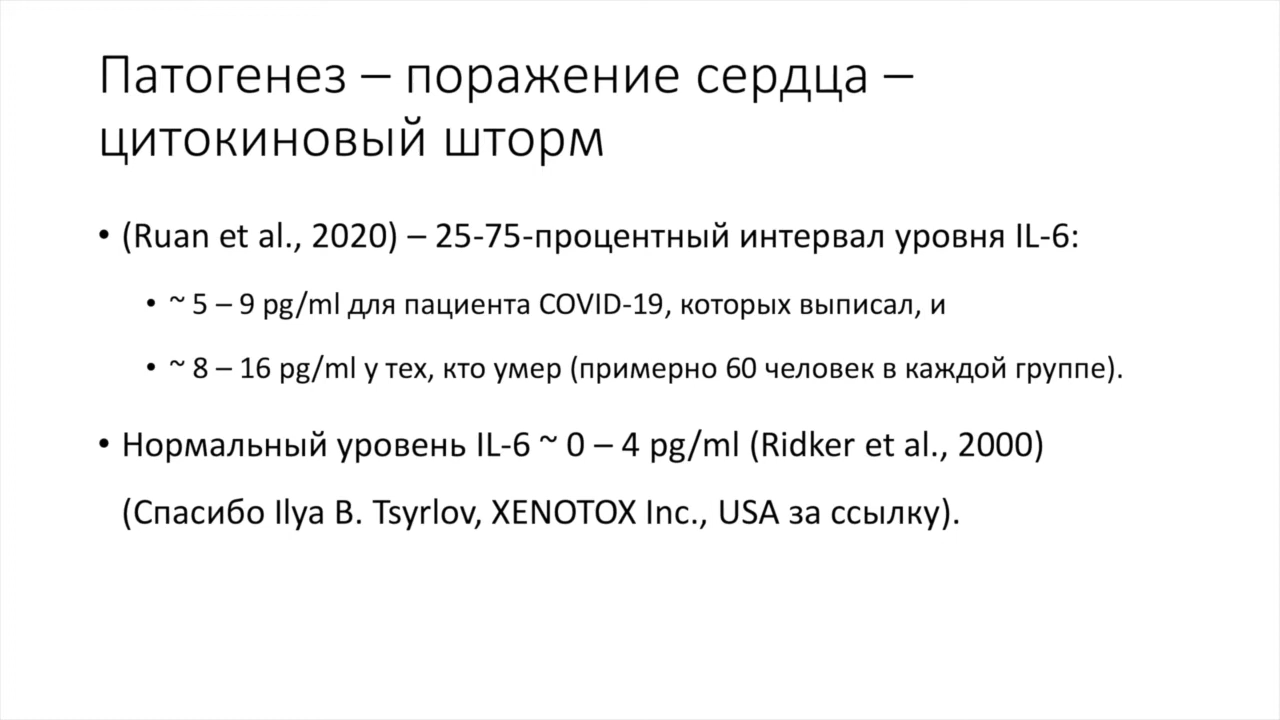 Патогенез – поражение сердца –
цитокиновый шторм
• (Ruan et al., 2020) – 25-75-процентный интервал уровня IL-6:
• ~ 5 – 9 pg/ml для пациента COVID-19, которых выписал, и
• ~ 8 – 16 pg/ml у тех, кто умер (примерно 60 человек в каждой группе).
• Нормальный уровень IL-6 ~ 0 – 4 pg/ml (Ridker et al., 2000)
(Спасибо Ilya B. Tsyrlov, XENOTOX Inc., USA за ссылку).